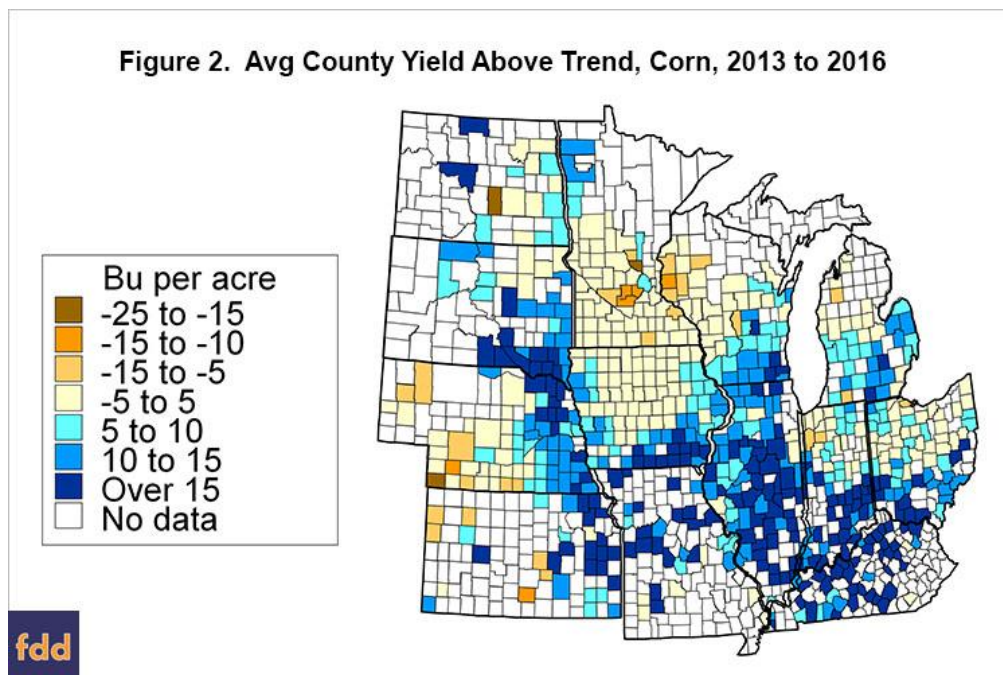 Figure 2. Avg County Yield Above Trend, Corn, 2013 to 2016
Bu per acre
-25 to -15
-15 to -10
-15 to -5
-5 to 5
5 to 10
10 to 15
Over 15
No data
fdd